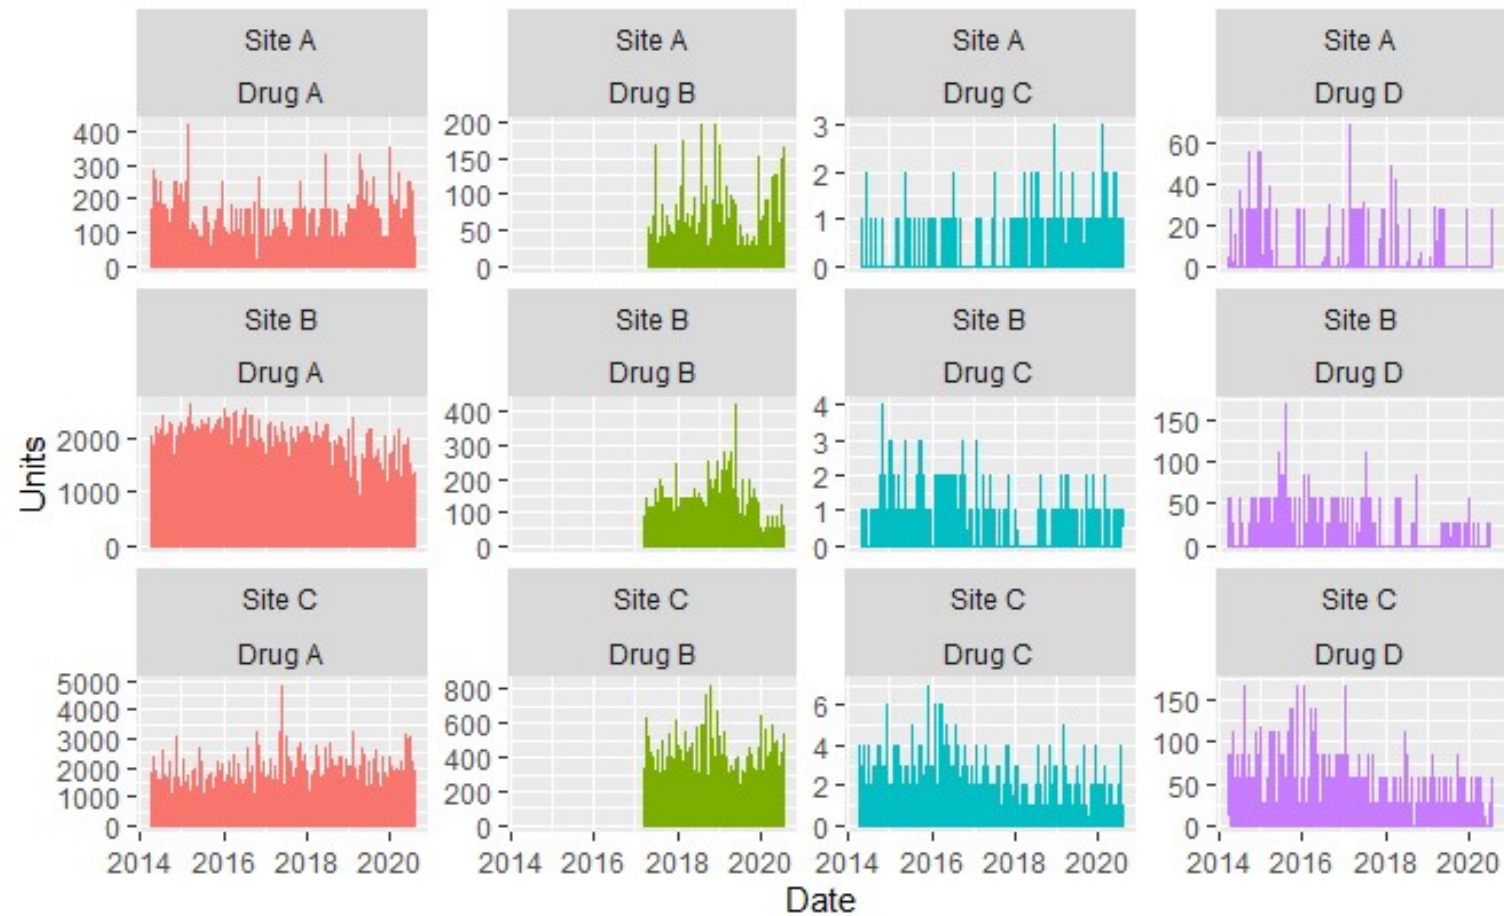 Site A Site A Site A Site A
Drug A Drug B Drug C Drug D
400 300 200 100 0
200 150 100 50 0
3 2 1 0
60 40 20 0
Site B Site B Site B Site B
Drug A Drug B Drug C Drug D
2000 1000 0
400 300 200 100 0
4 3 2 1 0
150 100 50 0
Units
Site C Site C Site C Site C
Drug A Drug B Drug C Drug D
5000 4000 3000 2000 1000 0
800 600 400 200 0
6 4 2 0
150 100 50 0
2014 2016 2018 2020 2014 2016 2018 2020 2014 2016 2018 2020 2014 2016 2018 2020
Date